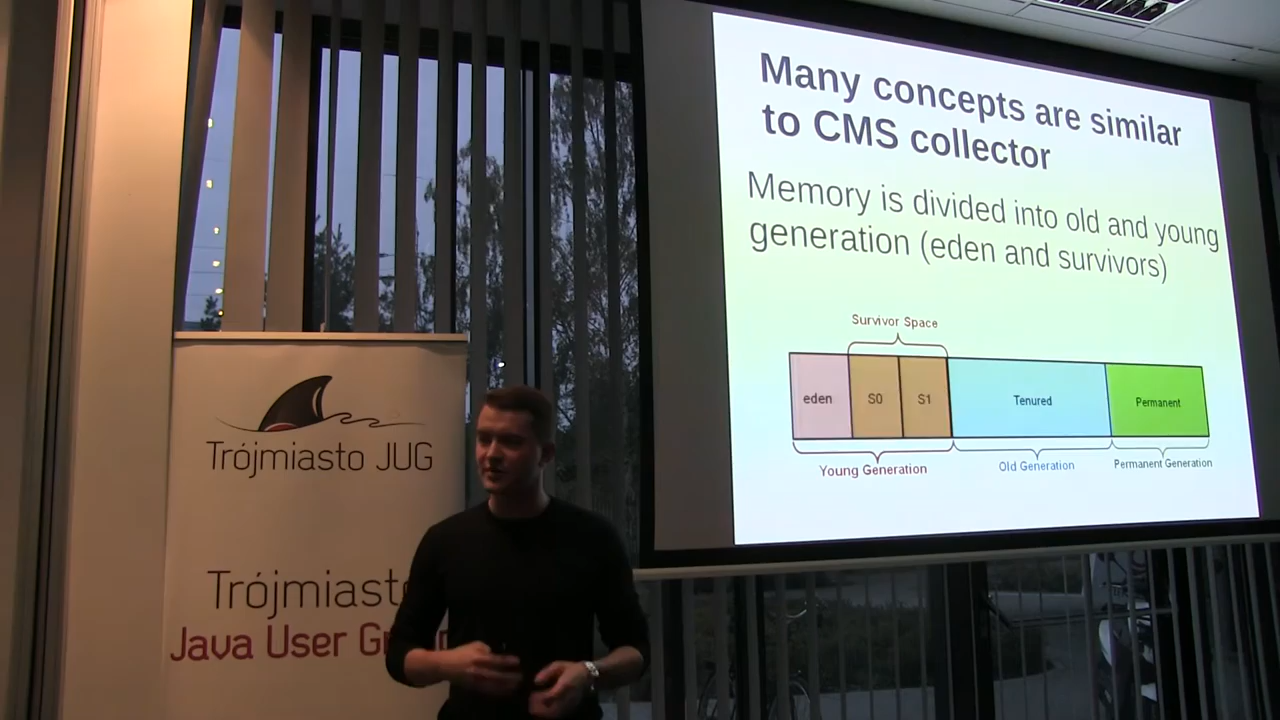 Many concepts are similar
to CMS collector
Memory is divided into old and young
generation (eden and survivors)
Survivor Space
eden
S0
S1
Tenured
Permanent
Young Generation
Old Generation
Permanent Generation
Trójmiasto JUG
Trójmiasto
Java User